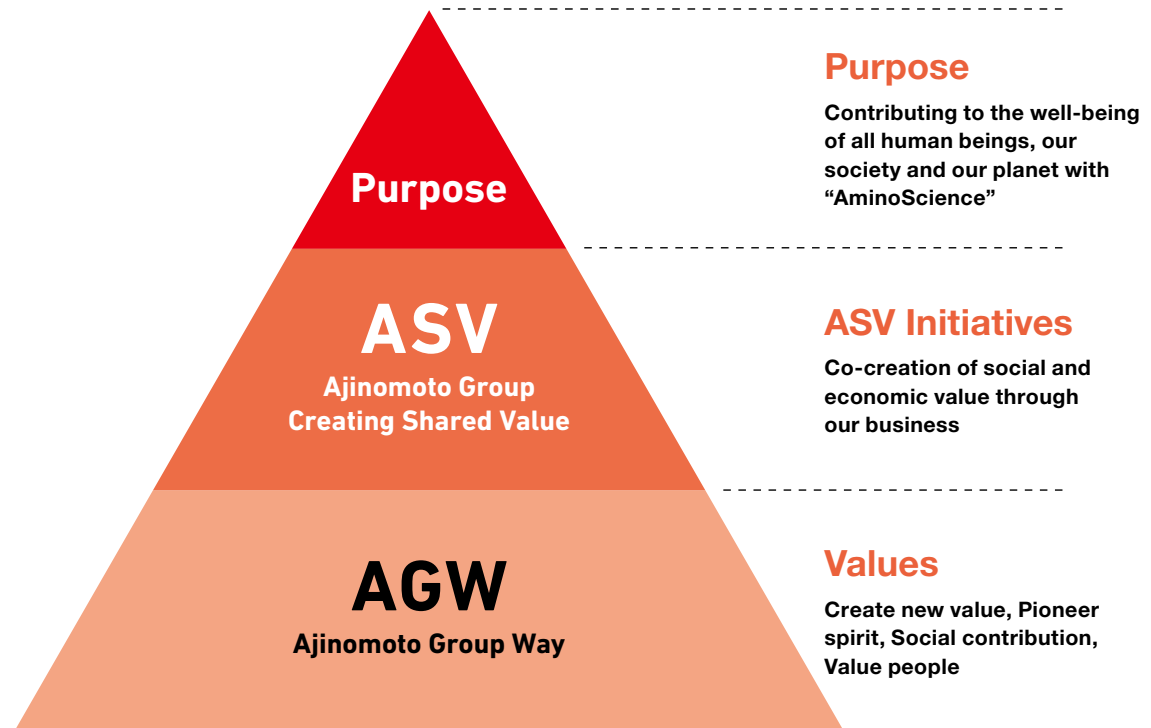 Purpose
Purpose
Contributing to the well-being
of all human beings, our
society and our planet with
“AminoScience”
ASV
Ajinomoto Group
Creating Shared Value
ASV Initiatives
Co-creation of social and
economic value through
our business
AGW
Ajinomoto Group Way
Values
Create new value, Pioneer
spirit, Social contribution,
Value people